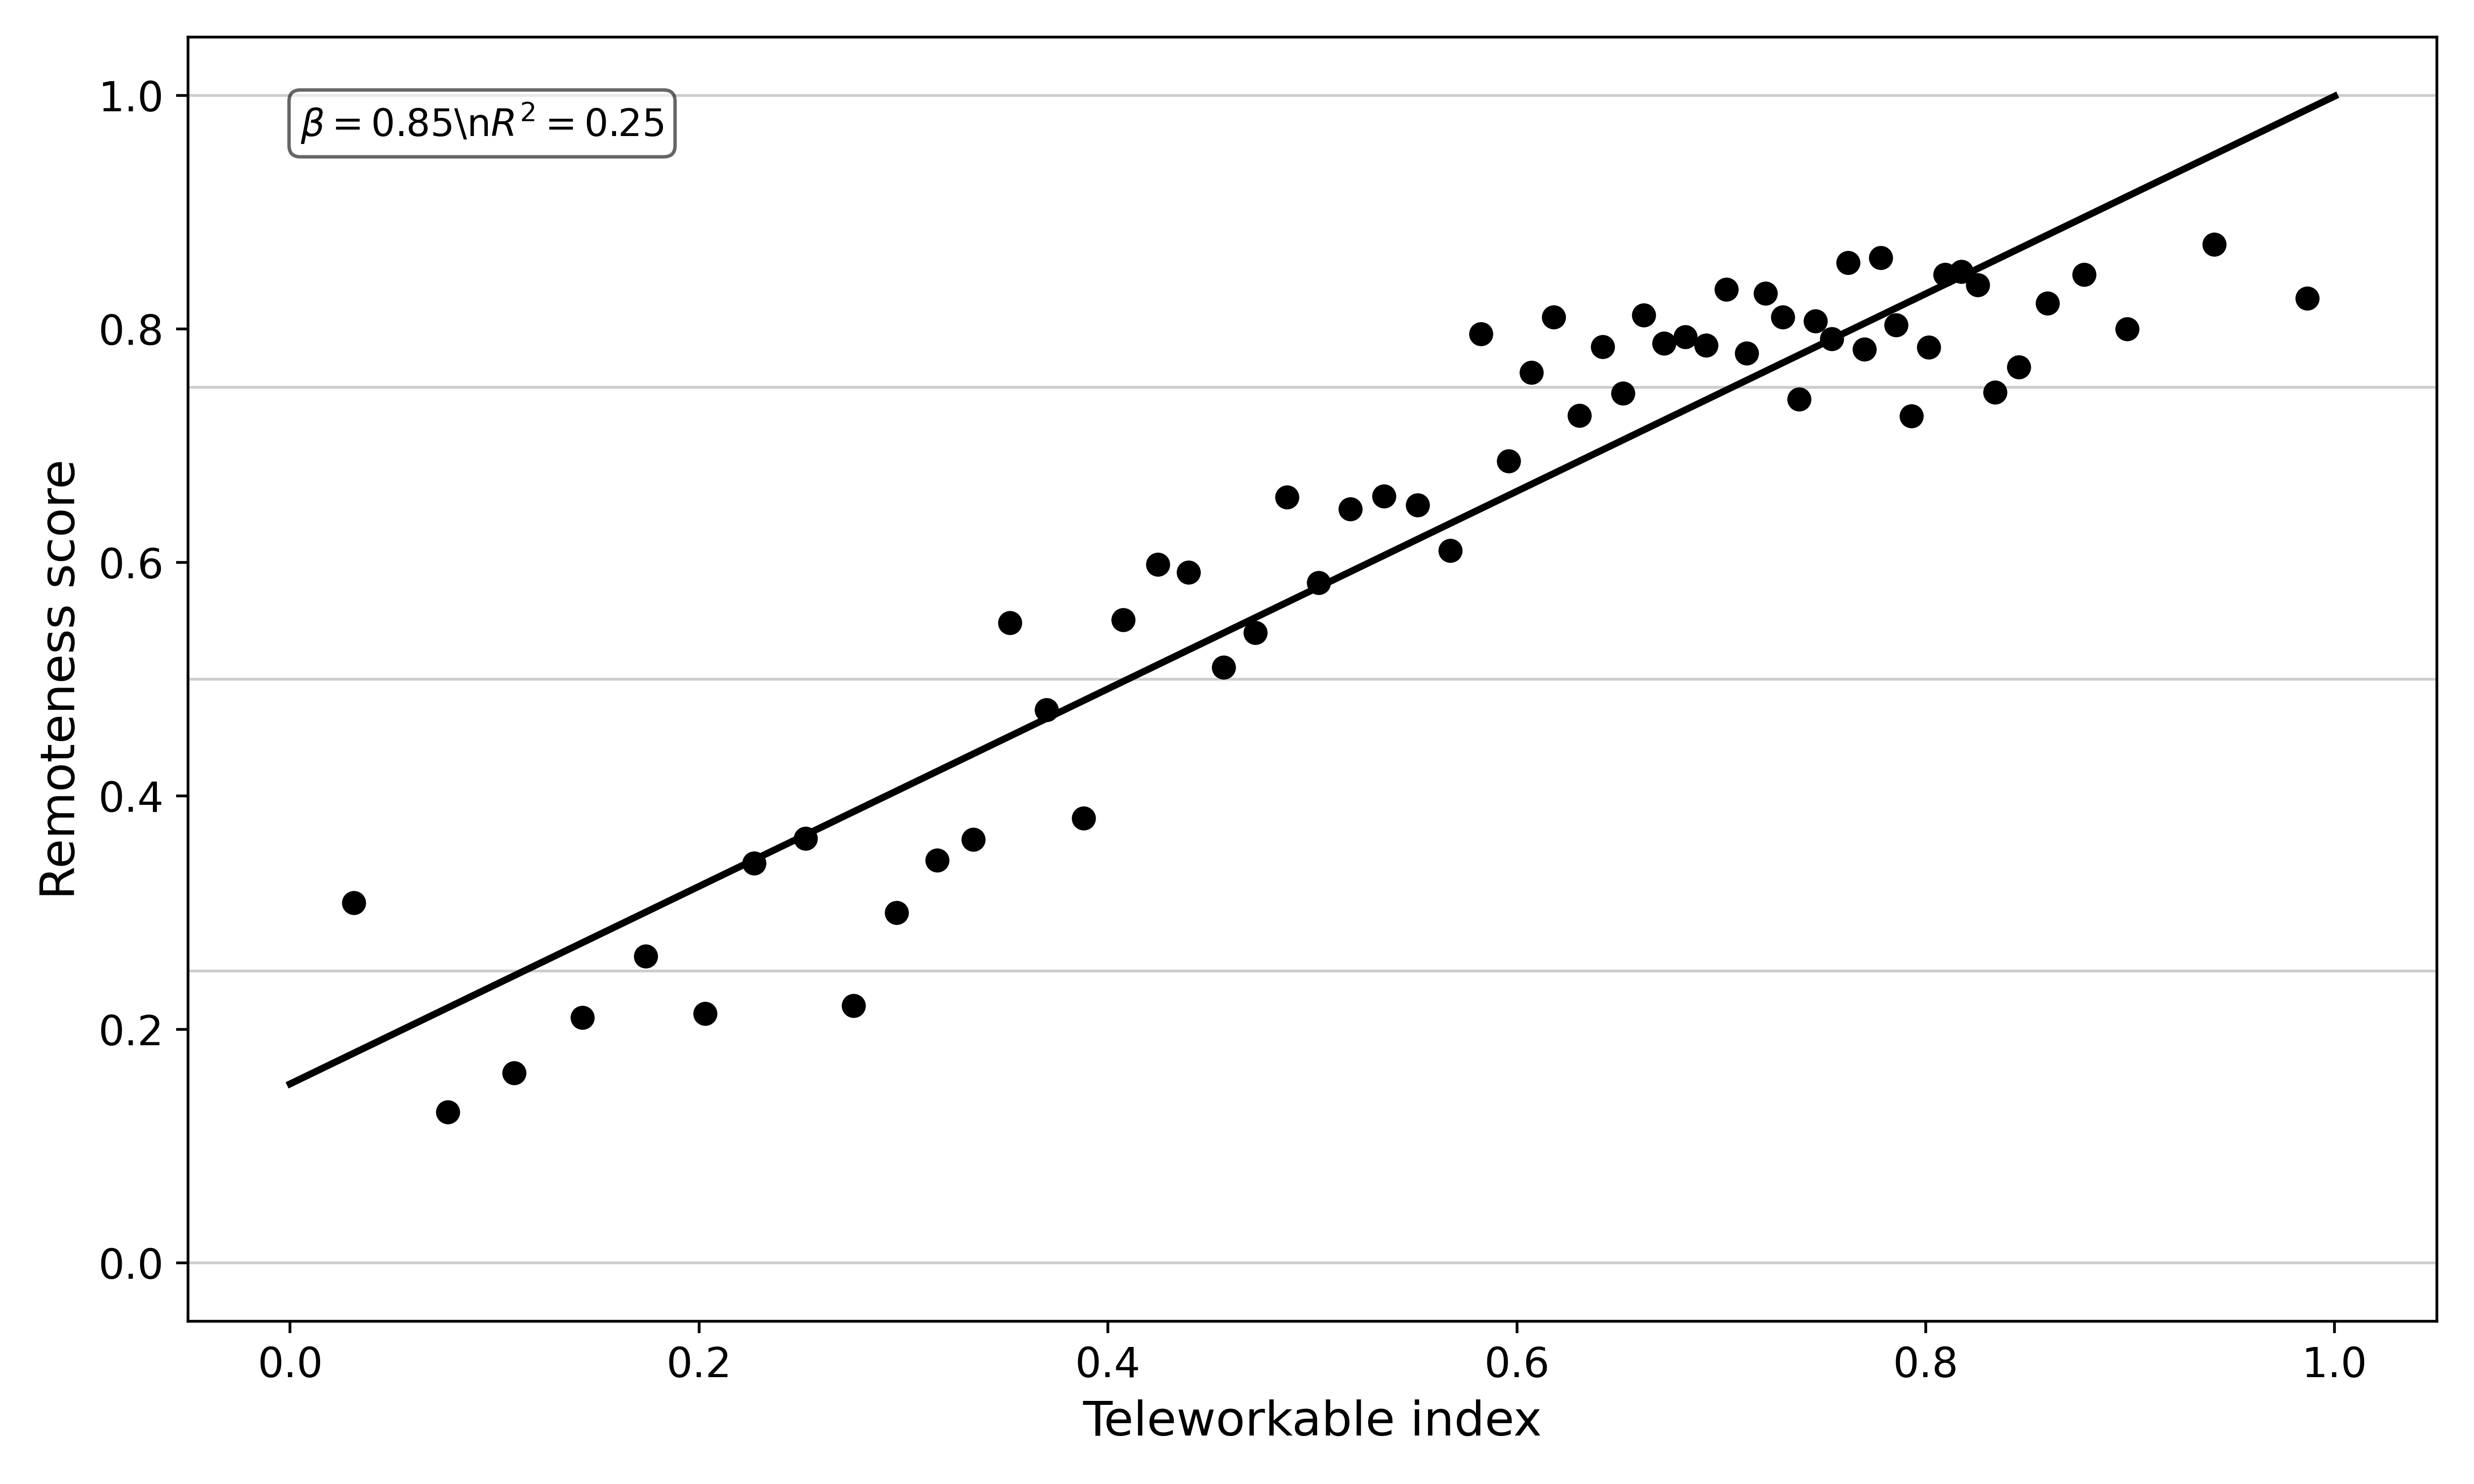 β = 0.85\nR² = 0.25
Remoteness score
1.0
0.8
0.6
0.4
0.2
0.0
0.0 0.2 0.4 0.6 0.8 1.0
Teleworkable index